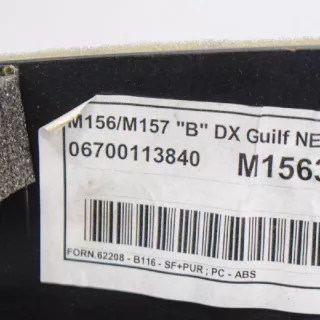 M156/M157 "B" DX Guilf NE
06700113840 M1563
FORN.62208 - B116 - SF+PUR ; PC - ABS